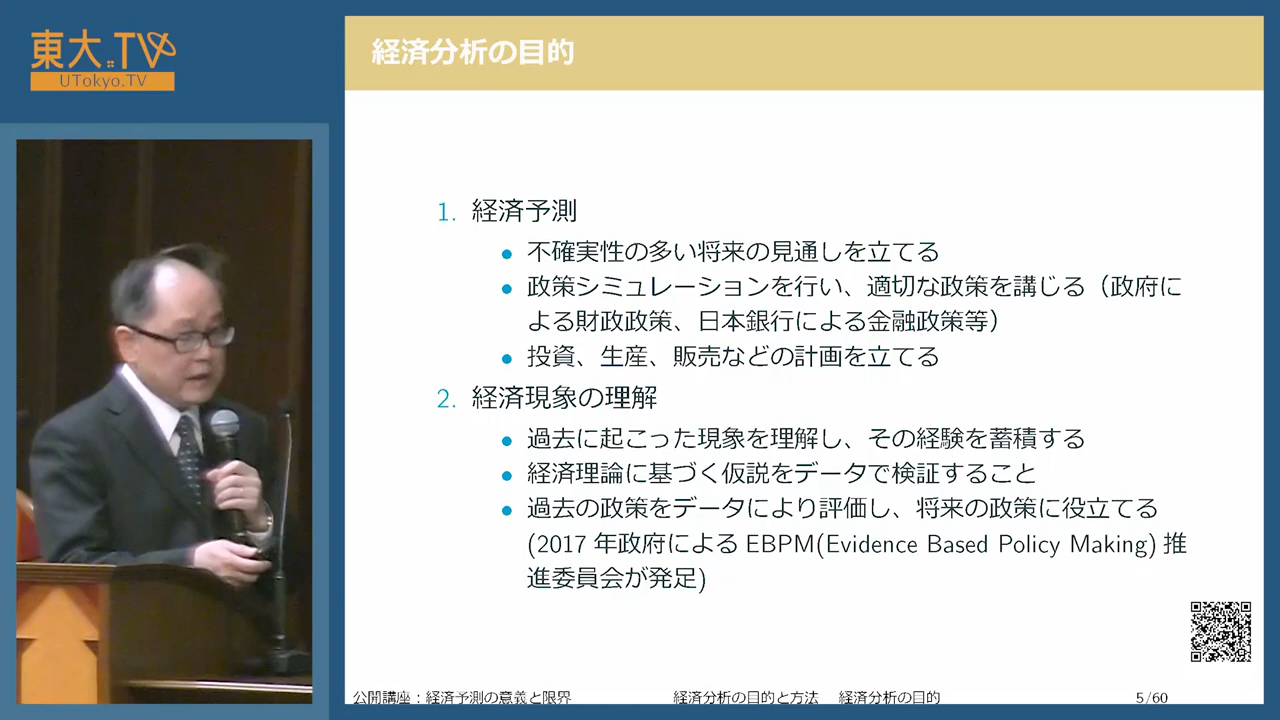 東大.TV
UTokyo.TV
経済分析の目的
1. 経済予測
• 不確実性の多い将来の見通しを立てる
• 政策シミュレーションを行い、適切な政策を講じる（政府に
よる財政政策、日本銀行による金融政策等）
• 投資、生産、販売などの計画を立てる
2. 経済現象の理解
• 過去に起こった現象を理解し、その経験を蓄積する
• 経済理論に基づく仮説をデータで検証すること
• 過去の政策をデータにより評価し、将来の政策に役立てる
(2017 年政府による EBPM(Evidence Based Policy Making) 推
進委員会が発足)
公開講座：経済予測の意義と限界 経済分析の目的と方法 経済分析の目的 5/60